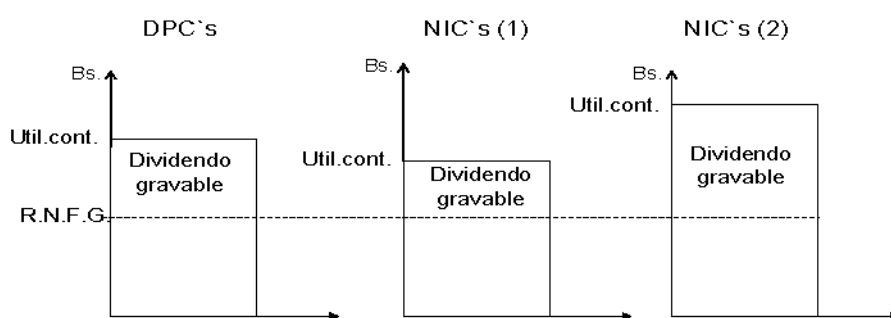 DPC`s
NIC`s (1)
NIC`s (2)
Bs.
Bs.
Bs.
Util.cont.
Util.cont.
Util.cont.
Dividendo
gravable
Dividendo
gravable
Dividendo
gravable
R.N.F.G.